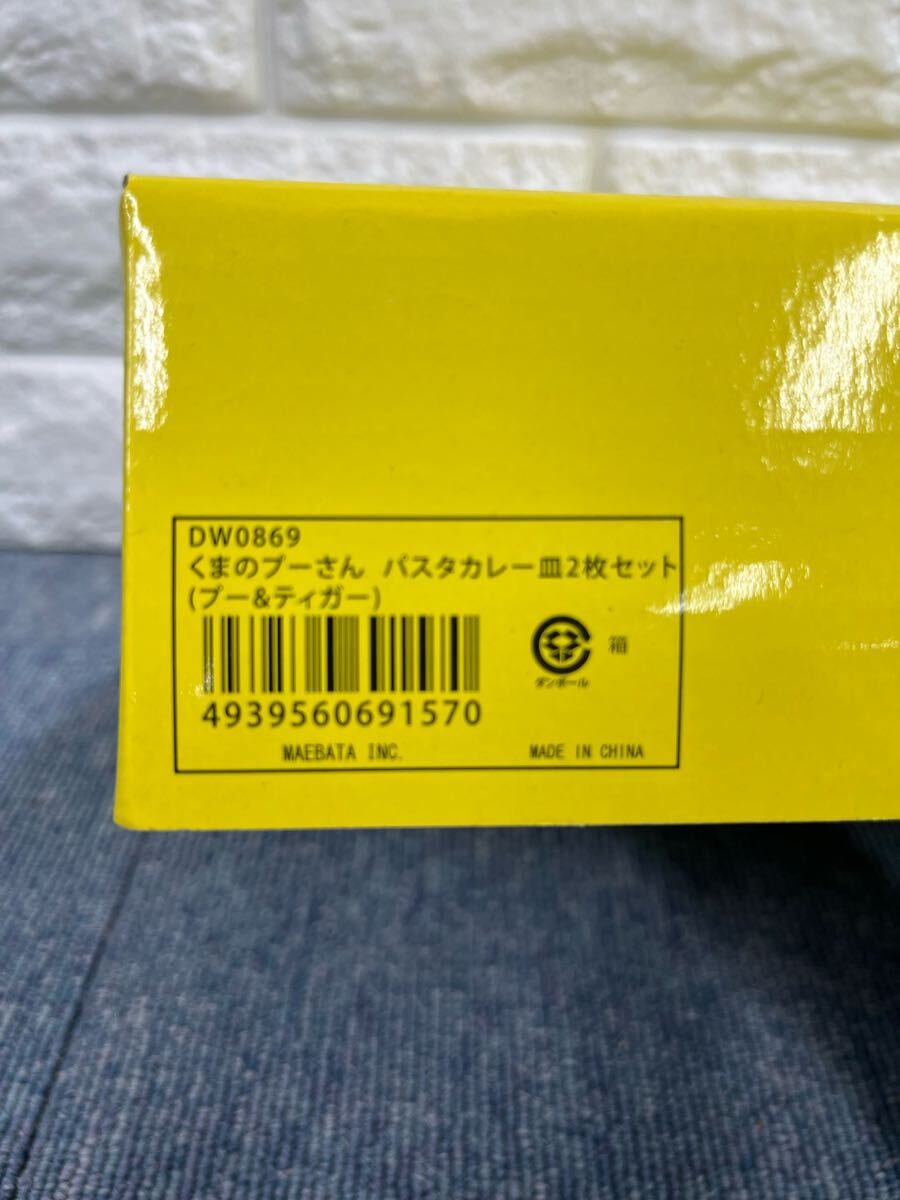 DW0869
くまのプーさん パスタカレー皿2枚セット
(プー&ティガー)
箱
ダンボール
4939560691570
MAEBATA INC.
MADE IN CHINA